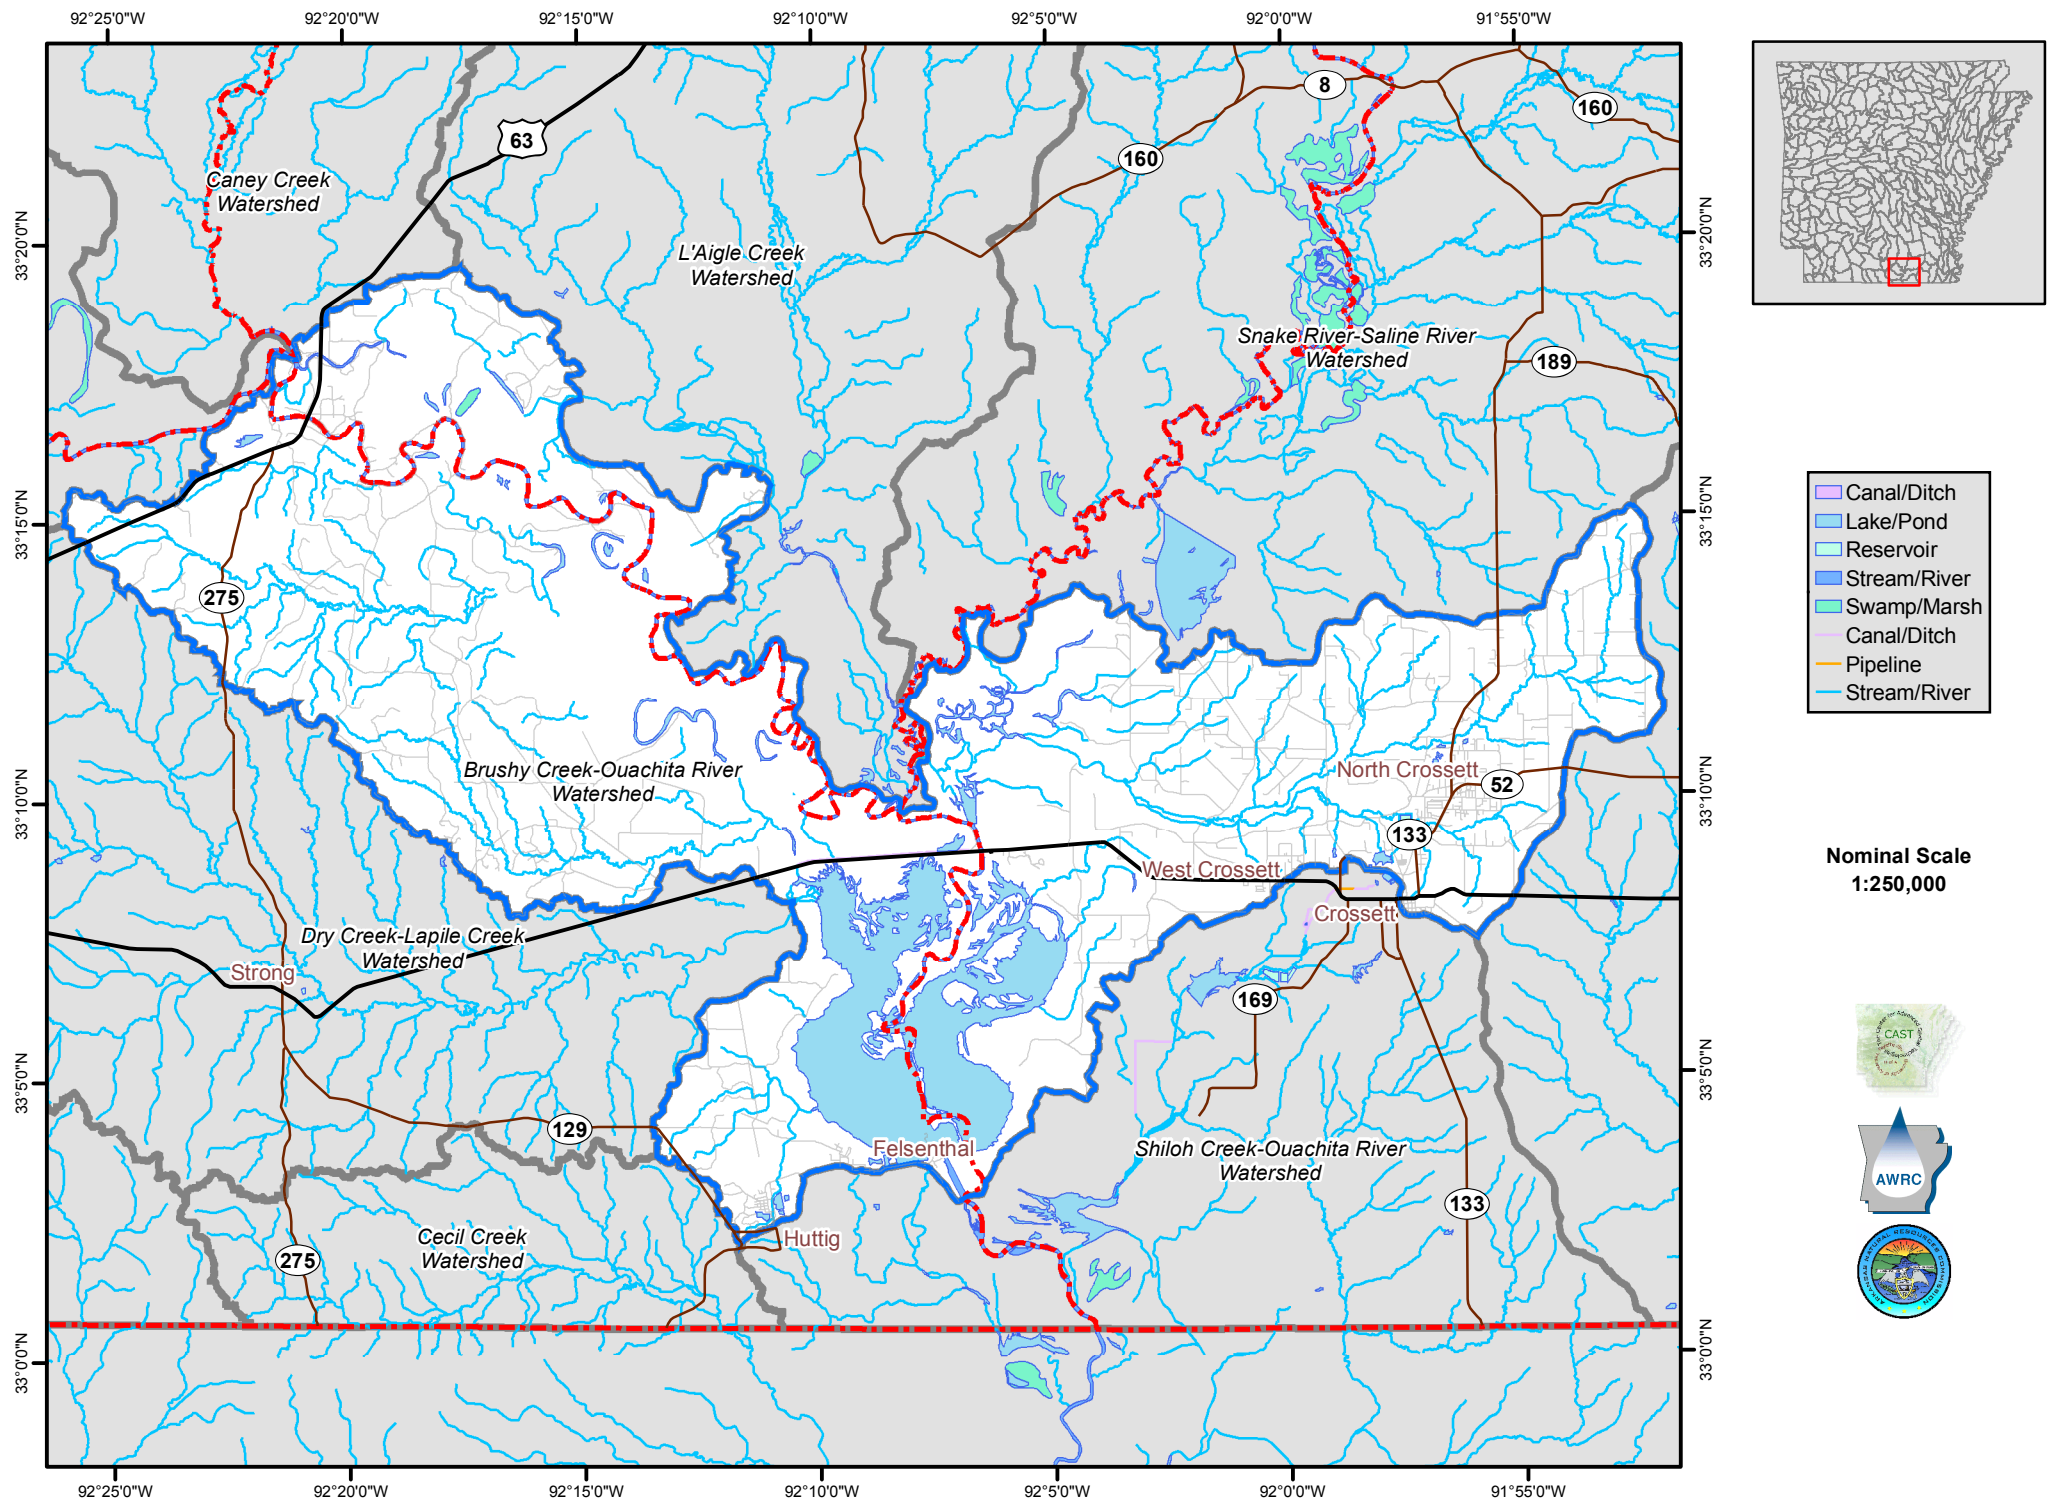 92°25'0"W 92°20'0"W 92°15'0"W 92°10'0"W 92°5'0"W 92°0'0"W 91°55'0"W
8
160
63
160
Caney Creek
Watershed
33°20'0"N
33°20'0"N
L'Aigle Creek
Watershed
Snake River-Saline River
Watershed
189
33°15'0"N
33°15'0"N
Canal/Ditch
Lake/Pond
Reservoir
Stream/River
Swamp/Marsh
Canal/Ditch
Pipeline
Stream/River
275
Brushy Creek-Ouachita River
Watershed
North Crossett
52
33°10'0"N
33°10'0"N
133
West Crossett
Nominal Scale
1:250,000
Crossett
Dry Creek-Lapile Creek
Watershed
Strong
169
CAST
33°5'0"N
33°5'0"N
129
Felsenthal
Shiloh Creek-Ouachita River
Watershed
AWRC
133
Cecil Creek
Watershed
Huttig
275
ARKANSAS NATURAL RESOURCES COMMISSION
33°0'0"N
33°0'0"N
92°25'0"W 92°20'0"W 92°15'0"W 92°10'0"W 92°5'0"W 92°0'0"W 91°55'0"W